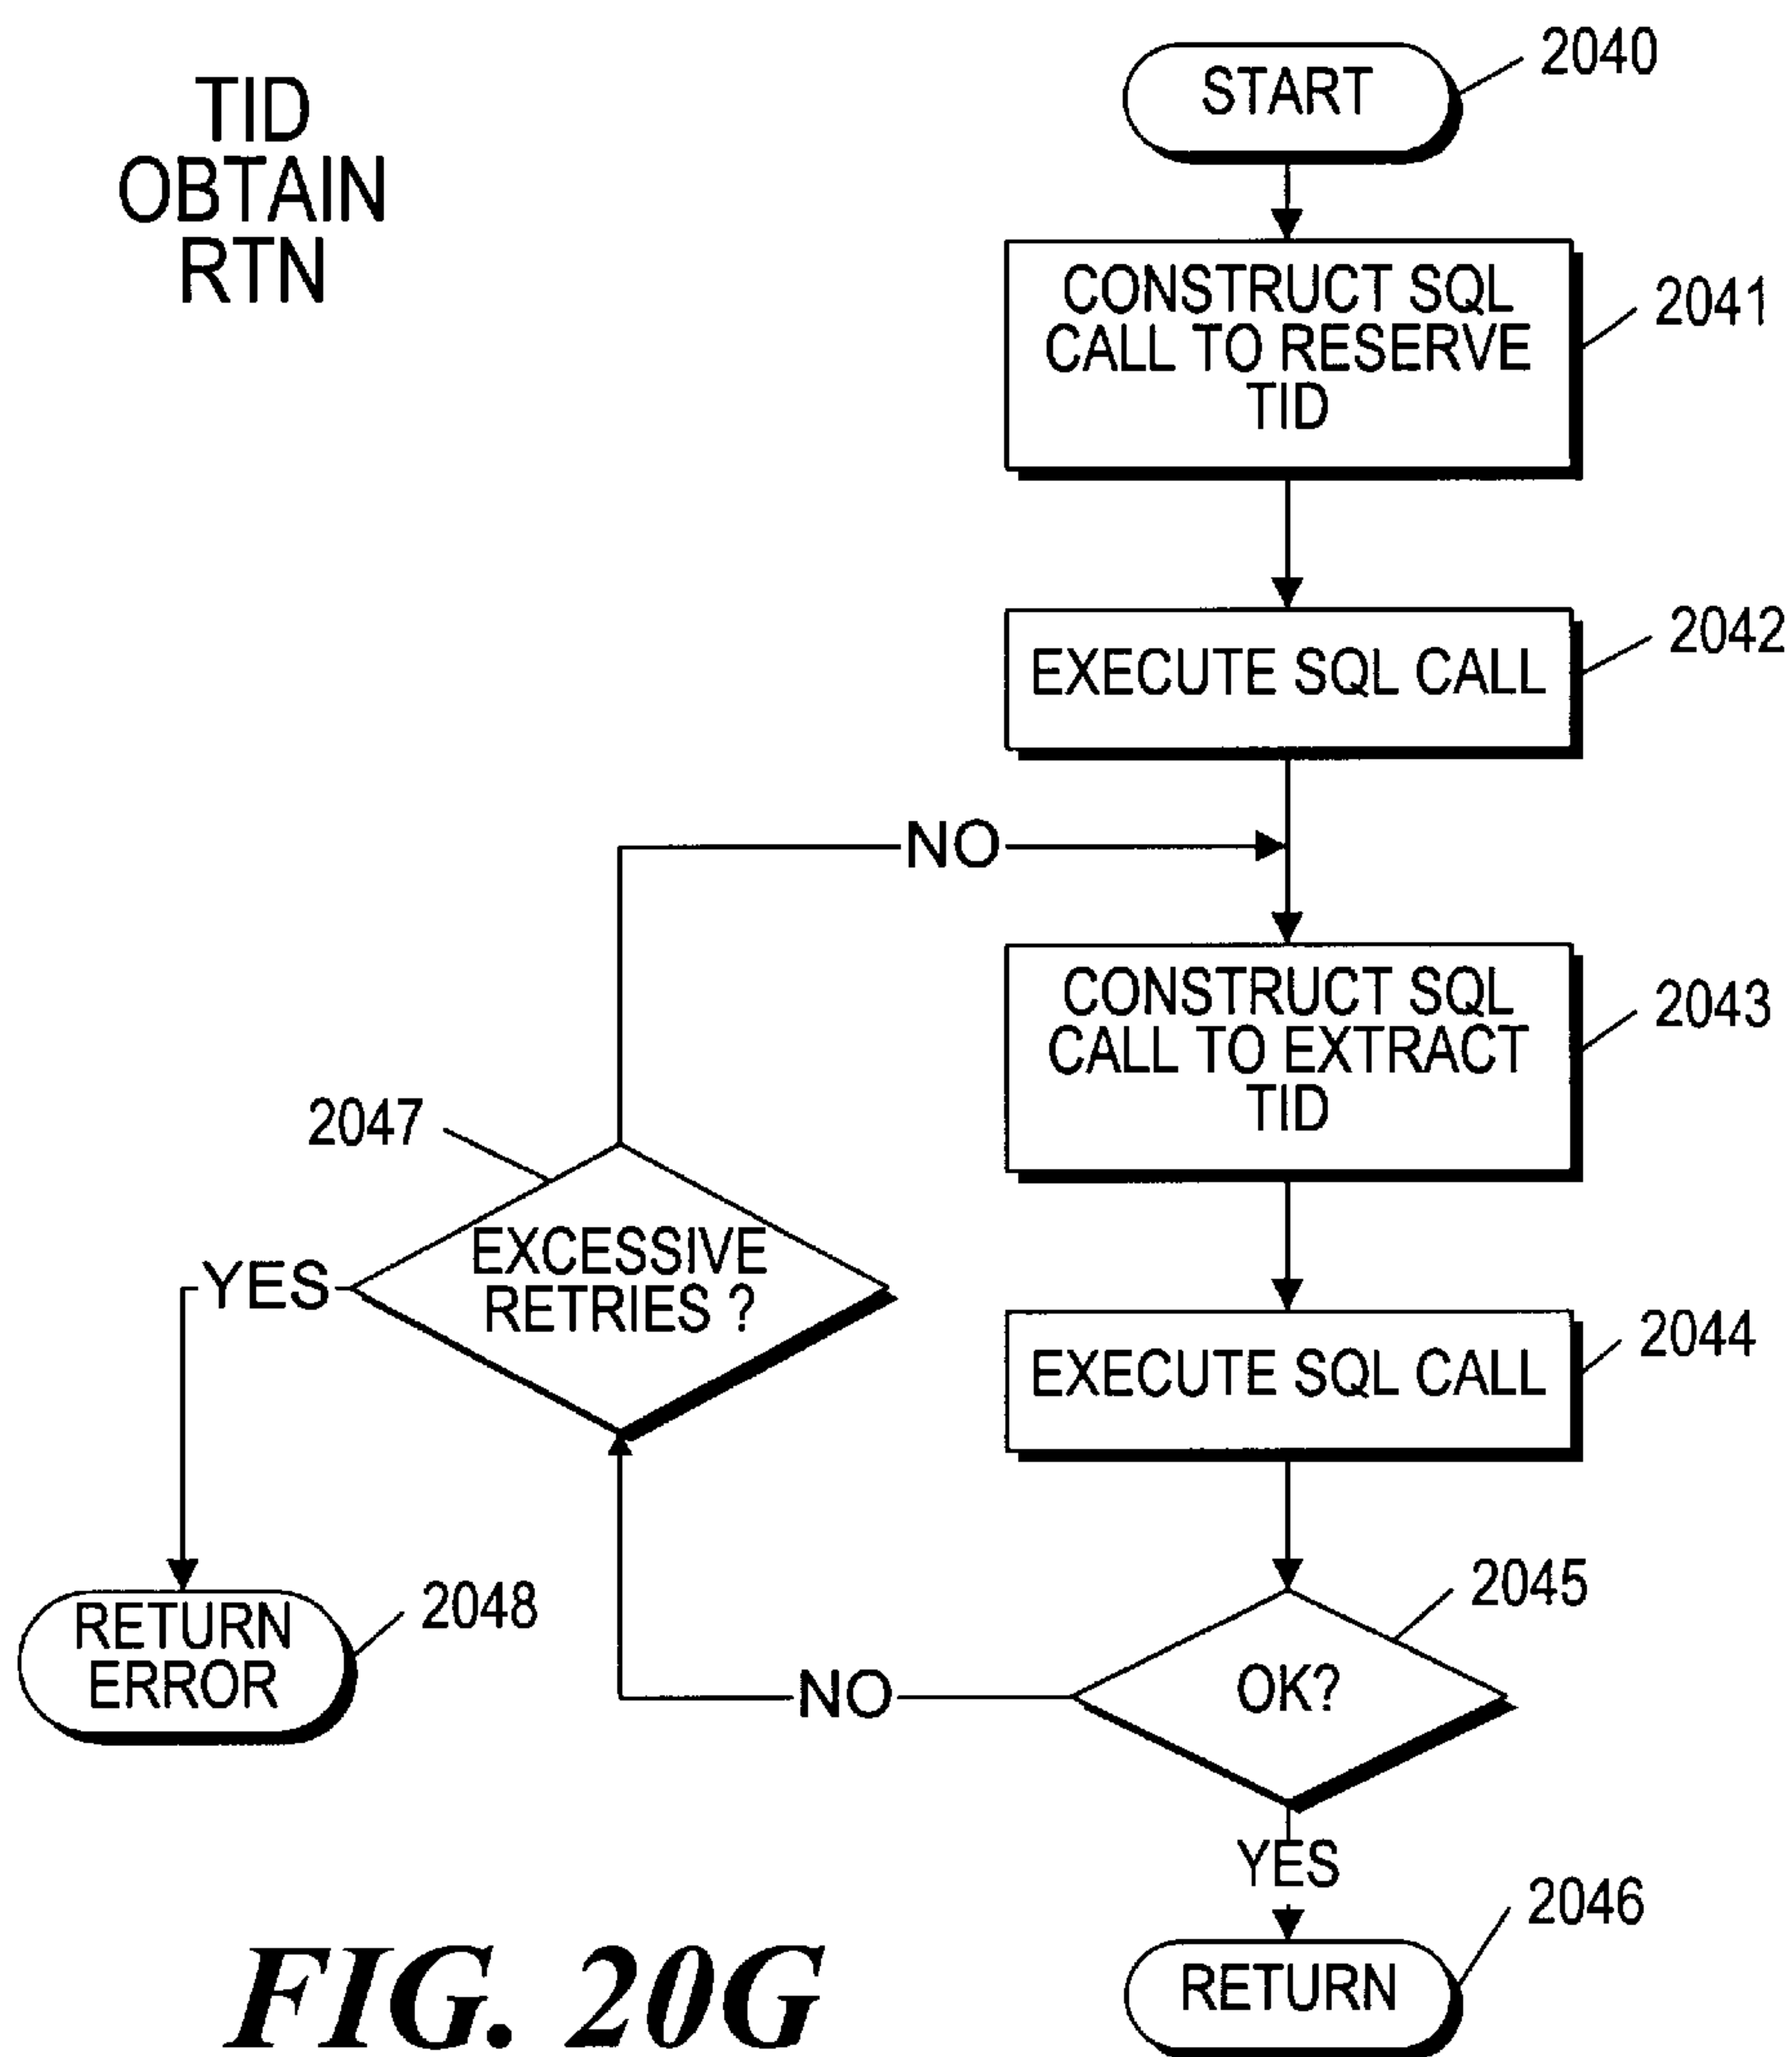 TID
OBTAIN
RTN
START
2040
CONSTRUCT SQL
CALL TO RESERVE
TID
2041
EXECUTE SQL CALL
2042
NO
CONSTRUCT SQL
CALL TO EXTRACT
TID
2043
2047
EXCESSIVE
RETRIES ?
YES
EXECUTE SQL CALL
2044
RETURN
ERROR
2048
NO
OK?
2045
YES
RETURN
2046
FIG. 20G